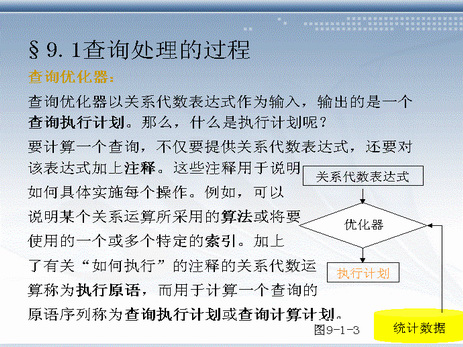 §9.1查询处理的过程
查询优化器：
查询优化器以关系代数表达式作为输入，输出的是一个
查询执行计划。那么，什么是执行计划呢？
要计算一个查询，不仅要提供关系代数表达式，还要对
该表达式加上注释。这些注释用于说明
如何具体实施每个操作。例如，可以
说明某个关系运算所采用的算法或将要
使用的一个或多个特定的索引。加上
了有关“如何执行”的注释的关系代数运
算称为执行原语，而用于计算一个查询的
原语序列称为查询执行计划或查询计算计划。
关系代数表达式
优化器
执行计划
统计数据
图9-1-3